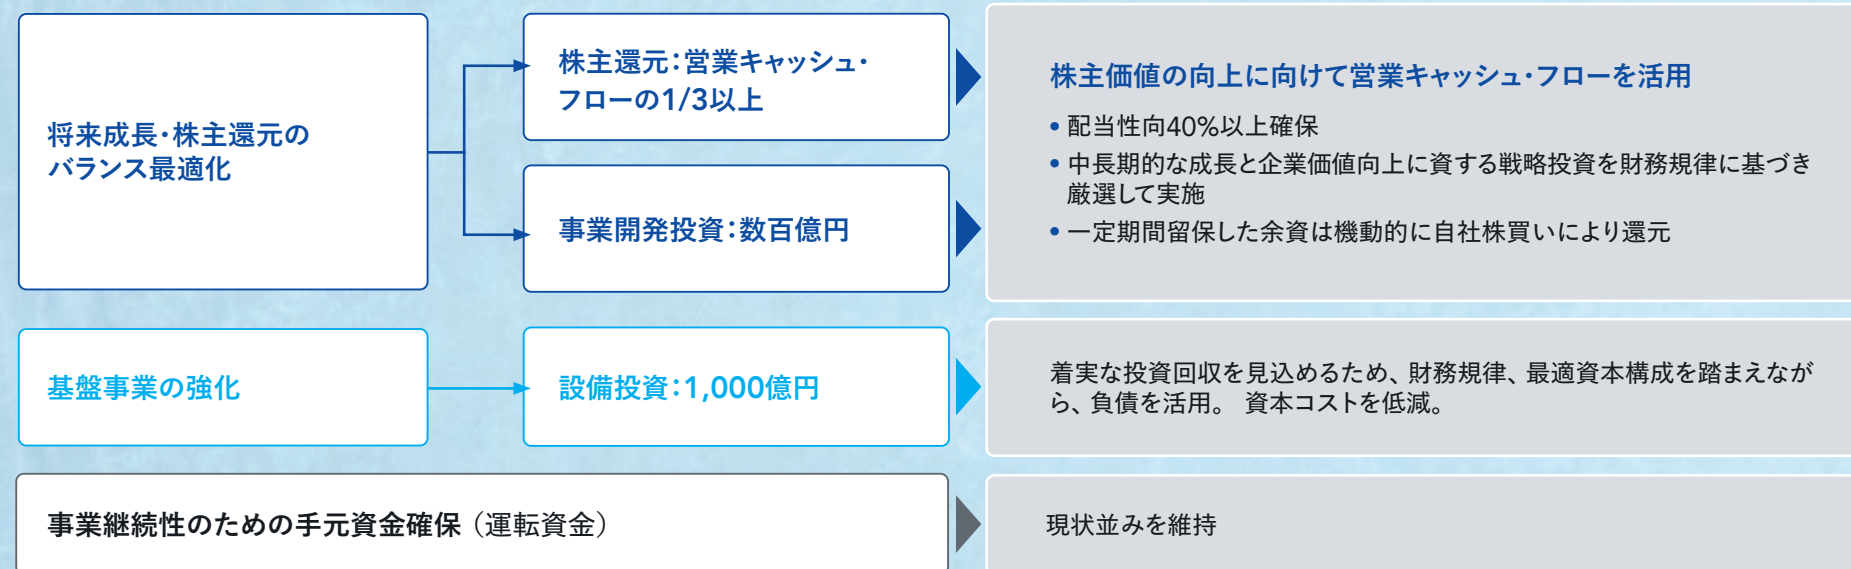 将来成長・株主還元の
バランス最適化
株主還元：営業キャッシュ・
フローの1/3以上
事業開発投資：数百億円
株主価値の向上に向けて営業キャッシュ・フローを活用
• 配当性向40%以上確保
• 中長期的な成長と企業価値向上に資する戦略投資を財務規律に基づき
厳選して実施
• 一定期間留保した余資は機動的に自社株買いにより還元
基盤事業の強化
設備投資：1,000億円
着実な投資回収を見込めるため、財務規律、最適資本構成を踏まえなが
ら、負債を活用。 資本コストを低減。
事業継続性のための手元資金確保（運転資金）
現状並みを維持